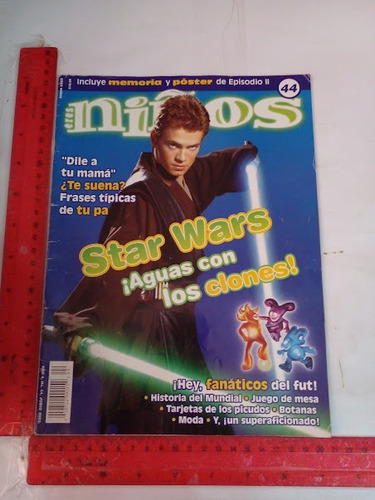 Incluye memoria y póster de Episodio II
44
eres niños
"Dile a
tu mamá"
¿Te suena?
Frases típicas
de tu pa
Star Wars
¡Aguas con
los clones!
¡Hey, fanáticos del fut!
• Historia del Mundial • Juego de mesa
• Tarjetas de los picudos • Botanas
• Moda • Y, ¡un superaficionado!